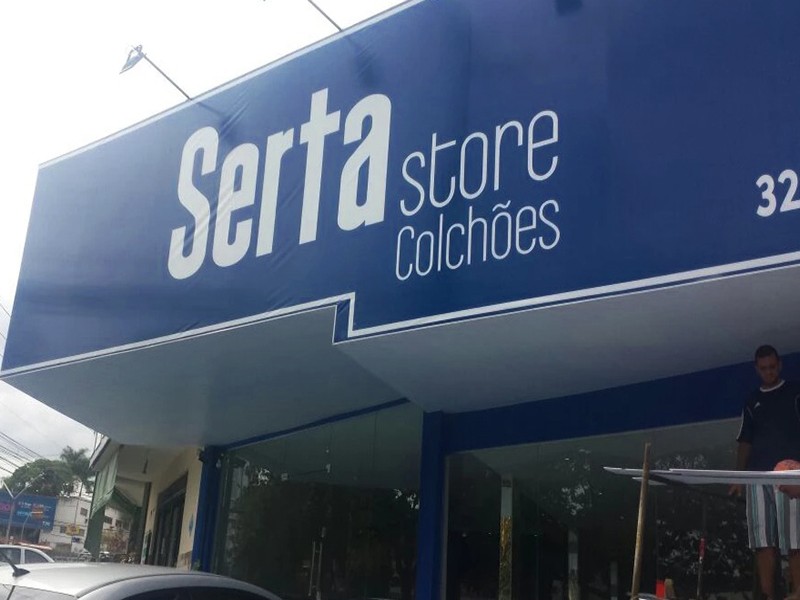 Serta store
Colchões
32